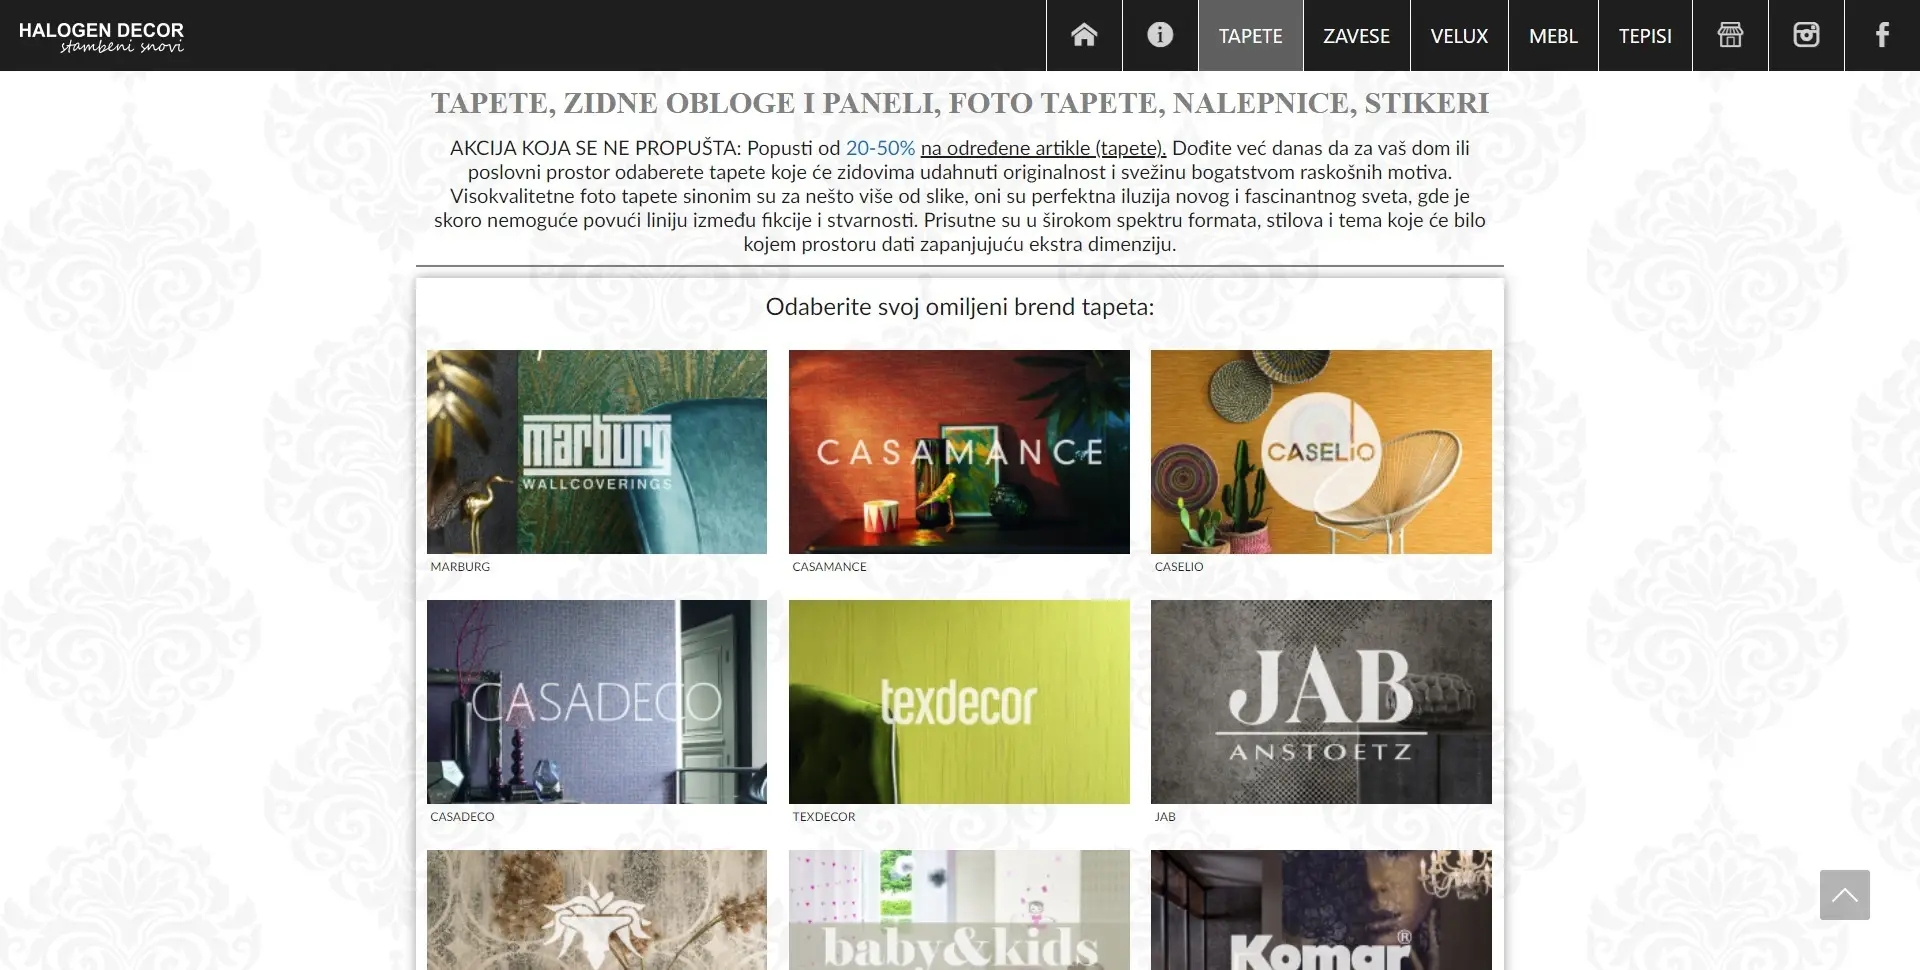 HALOGEN DECOR
stambeni snovi
TAPETE
ZAVESE
VELUX
MEBL
TEPISI
TAPETE, ZIDNE OBLOGE I PANELI, FOTO TAPETE, NALEPNICE, STIKERI
AKCIJA KOJA SE NE PROPUŠTA: Popusti od 20-50% na određene artikle (tapete). Dođite već danas da za vaš dom ili
poslovni prostor odaberete tapete koje će zidovima udahnuti originalnost i svežinu bogatstvom raskošnih motiva.
Visokvalitetne foto tapete sinonim su za nešto više od slike, oni su perfektna iluzija novog i fascinantnog sveta, gde je
skoro nemoguće povući liniju između fikcije i stvarnosti. Prisutne su u širokom spektru formata, stilova i tema koje će bilo
kojem prostoru dati zapanjujuću ekstra dimenziju.
Odaberite svoj omiljeni brend tapeta:
marburg
WALLCOVERINGS
CASAMANCE
CASELIO
MARBURG
CASAMANCE
CASELIO
CASADECO
texdecor
JAB
ANSTOETZ
CASADECO
TEXDECOR
JAB
baby&kids
Komar®